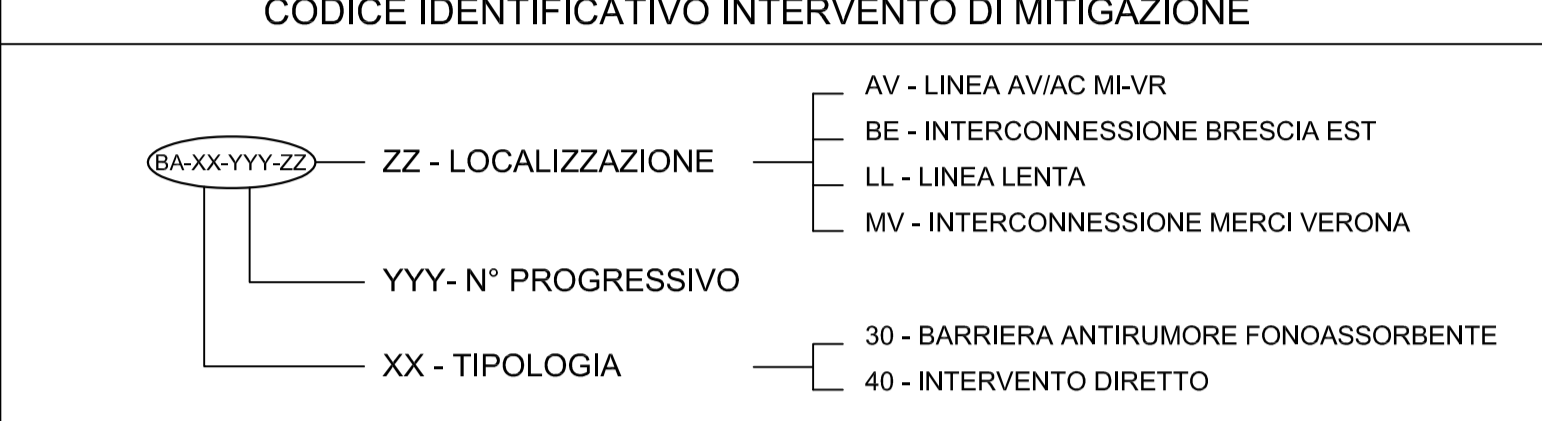 CODICE IDENTIFICATIVO INTERVENTO DI MITIGAZIONE
BA-XX-YYY-ZZ
ZZ - LOCALIZZAZIONE
AV - LINEA AV/AC MI-VR
BE - INTERCONNESSIONE BRESCIA EST
LL - LINEA LENTA
MV - INTERCONNESSIONE MERCI VERONA
YYY- N° PROGRESSIVO
XX - TIPOLOGIA
30 - BARRIERA ANTIRUMORE FONOASSORBENTE
40 - INTERVENTO DIRETTO